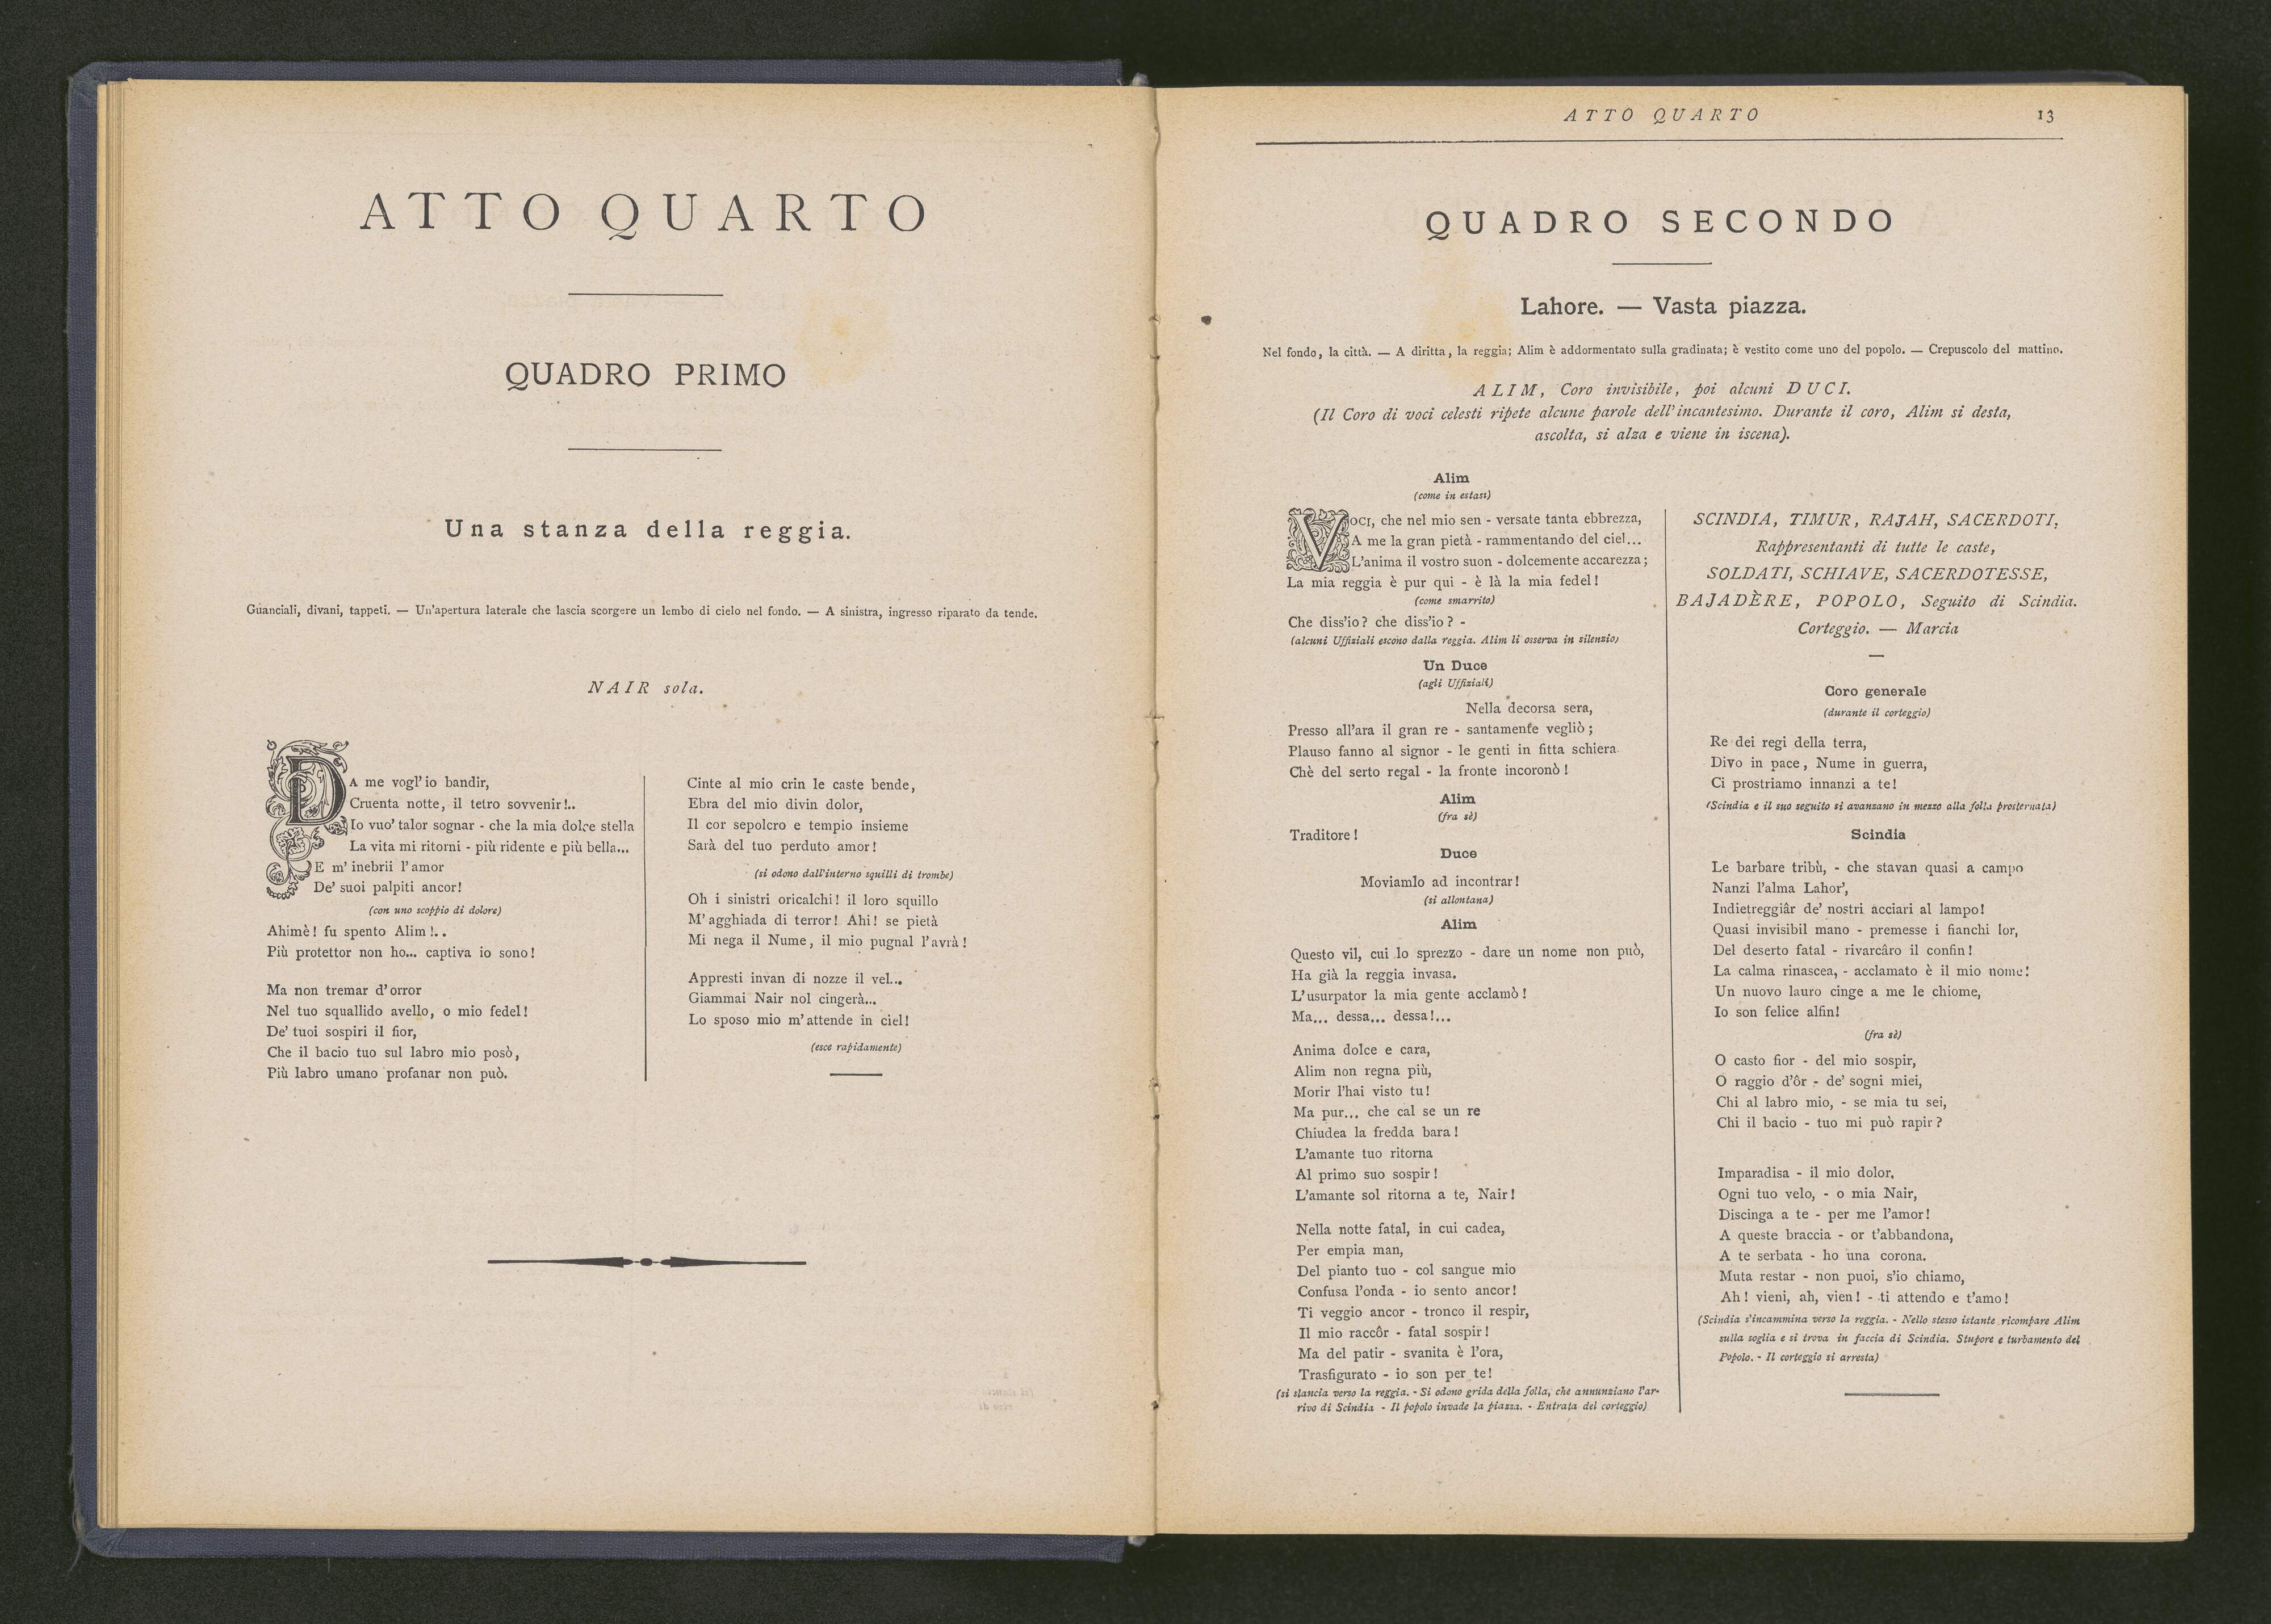 ATTO QUARTO
QUADRO PRIMO
Una stanza della reggia.
Guanciali, divani, tappeti. — Un'apertura laterale che lascia scorgere un lembo di cielo nel fondo. — A sinistra, ingresso riparato da tende.
NAIR sola.
DA me vogl' io bandir,
Cruenta notte, il tetro sovvenir!..
Io vuo' talor sognar - che la mia dolce stella
La vita mi ritorni - più ridente e più bella...
E m' inebrii l' amor
De' suoi palpiti ancor!
(con uno scoppio di dolore)
Ahimè! fu spento Alim!..
Più protettor non ho... captiva io sono!
Ma non tremar d' orror
Nel tuo squallido avello, o mio fedel!
De' tuoi sospiri il fior,
Che il bacio tuo sul labro mio posò,
Più labro umano profanar non può.
Cinte al mio crin le caste bende,
Ebra del mio divin dolor,
Il cor sepolcro e tempio insieme
Sarà del tuo perduto amor!
(si odono dall'interno squilli di trombe)
Oh i sinistri oricalchi! il loro squillo
M' agghiada di terror! Ahi! se pietà
Mi nega il Nume, il mio pugnal l' avrà!
Appresti invan di nozze il vel...
Giammai Nair nol cingerà...
Lo sposo mio m' attende in ciel!
(esce rapidamente)
ATTO QUARTO 13
QUADRO SECONDO
Lahore. — Vasta piazza.
Nel fondo, la città. — A diritta, la reggia; Alim è addormentato sulla gradinata; è vestito come uno del popolo. — Crepuscolo del mattino.
ALIM, Coro invisibile, poi alcuni DUCI.
(Il Coro di voci celesti ripete alcune parole dell' incantesimo. Durante il coro, Alim si desta,
ascolta, si alza e viene in iscena).
Alim
(come in estasi)
VOCI, che nel mio sen - versate tanta ebbrezza,
A me la gran pietà - rammentando del ciel...
L'anima il vostro suon - dolcemente accarezza;
La mia reggia è pur qui - è là la mia fedel!
(come smarrito)
Che diss'io? che diss'io? -
(alcuni Uffiziali escono dalla reggia. Alim li osserva in silenzio)
Un Duce
(agli Uffiziali)
Nella decorsa sera,
Presso all'ara il gran re - santamente vegliò;
Plauso fanno al signor - le genti in fitta schiera
Chè del serto regal - la fronte incoronò!
Alim
(fra sè)
Traditore!
Duce
Moviamlo ad incontrar!
(si allontana)
Alim
Questo vil, cui lo sprezzo - dare un nome non può,
Ha già la reggia invasa.
L'usurpator la mia gente acclamò!
Ma... dessa... dessa!...
Anima dolce e cara,
Alim non regna più,
Morir l'hai visto tu!
Ma pur... che cal se un re
Chiudea la fredda bara!
L'amante tuo ritorna
Al primo suo sospir!
L'amante sol ritorna a te, Nair!
Nella notte fatal, in cui cadea,
Per empia man,
Del pianto tuo - col sangue mio
Confusa l'onda - io sento ancor!
Ti veggio ancor - tronco il respir,
Il mio raccôr - fatal sospir!
Ma del patir - svanita è l'ora,
Trasfigurato - io son per te!
(si slancia verso la reggia. - Si odono grida della folla, che annunziano l'ar-
rivo di Scindia - Il popolo invade la piazza. - Entrata del corteggio)
SCINDIA, TIMUR, RAJAH, SACERDOTI,
Rappresentanti di tutte le caste,
SOLDATI, SCHIAVE, SACERDOTESSE,
BAJADÈRE, POPOLO, Seguito di Scindia.
Corteggio. — Marcia
Coro generale
(durante il corteggio)
Re dei regi della terra,
Divo in pace, Nume in guerra,
Ci prostriamo innanzi a te!
(Scindia e il suo seguito si avanzano in mezzo alla folla prosternata)
Scindia
Le barbare tribù, - che stavan quasi a campo
Nanzi l'alma Lahor',
Indietreggiâr de' nostri acciari al lampo!
Quasi invisibil mano - premesse i fianchi lor,
Del deserto fatal - rivarcâro il confin!
La calma rinascea, - acclamato è il mio nome!
Un nuovo lauro cinge a me le chiome,
Io son felice alfin!
(fra sè)
O casto fior - del mio sospir,
O raggio d'ôr - de' sogni miei,
Chi al labro mio, - se mia tu sei,
Chi il bacio - tuo mi può rapir?
Imparadisa - il mio dolor,
Ogni tuo velo, - o mia Nair,
Discinga a te - per me l'amor!
A queste braccia - or t'abbandona,
A te serbata - ho una corona.
Muta restar - non puoi, s'io chiamo,
Ah! vieni, ah, vien! - ti attendo e t'amo!
(Scindia s'incammina verso la reggia. - Nello stesso istante ricompare Alim
sulla soglia e si trova in faccia di Scindia. Stupore e turbamento del
Popolo. - Il corteggio si arresta)